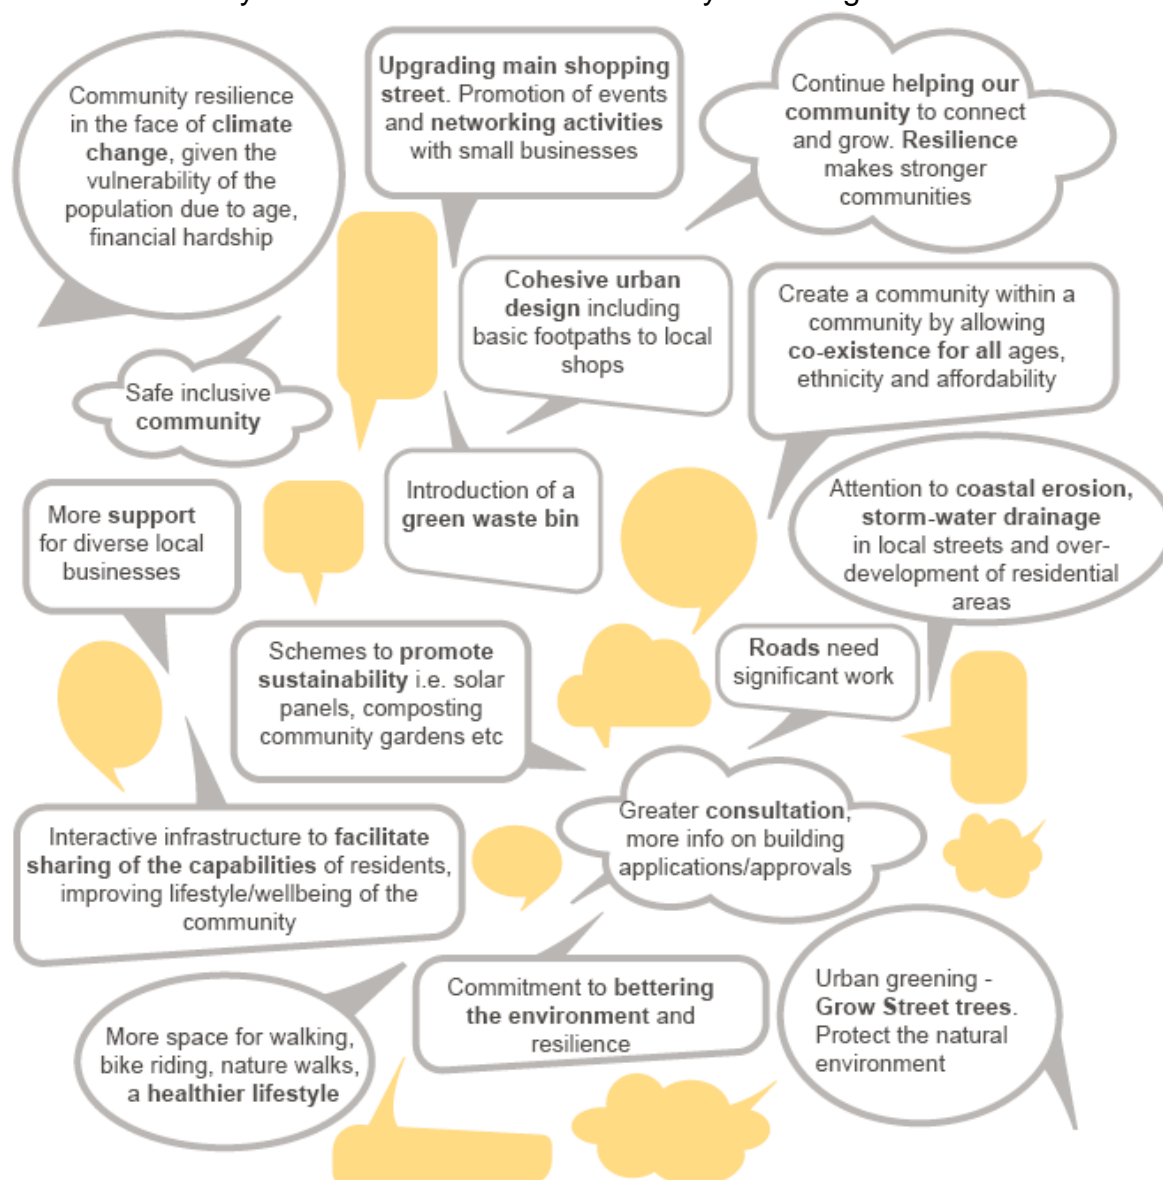 Community resilience
in the face of climate
change, given the
vulnerability of the
population due to age,
financial hardship
Upgrading main shopping
street. Promotion of events
and networking activities
with small businesses
Continue helping our
community to connect
and grow. Resilience
makes stronger
communities
Cohesive urban
design including
basic footpaths to local
shops
Create a community within a
community by allowing
co-existence for all ages,
ethnicity and affordability
Safe inclusive
community
Introduction of a
green waste bin
Attention to coastal erosion,
storm-water drainage
in local streets and over-
development of residential
areas
More support
for diverse local
businesses
Schemes to promote
sustainability i.e. solar
panels, composting
community gardens etc
Roads need
significant work
Interactive infrastructure to facilitate
sharing of the capabilities of residents,
improving lifestyle/wellbeing of the
community
Greater consultation,
more info on building
applications/approvals
More space for walking,
bike riding, nature walks,
a healthier lifestyle
Commitment to bettering
the environment and
resilience
Urban greening -
Grow Street trees.
Protect the natural
environment